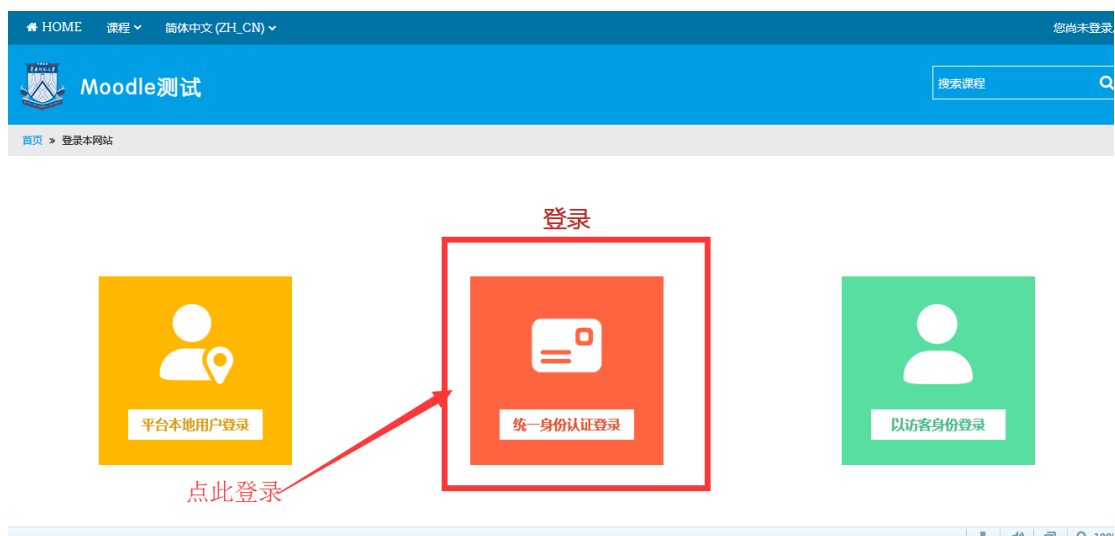 HOME 课程 简体中文 (ZH_CN) 您尚未登录
Moodle测试 搜索课程
首页 » 登录本网站
登录
平台本地用户登录 统一身份认证登录 以访客身份登录
点此登录